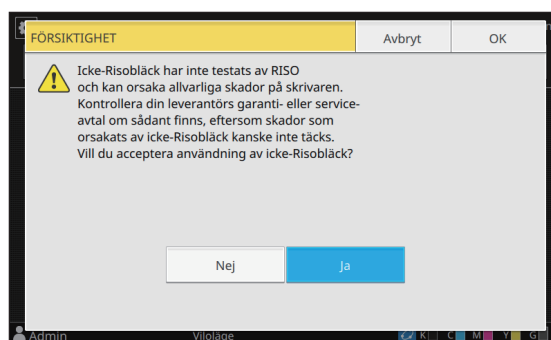 FÖRSIKTIGHET
Avbryt
OK
Icke-Risobläck har inte testats av RISO
och kan orsaka allvarliga skador på skrivaren.
Kontrollera din leverantörs garanti- eller service-
avtal om sådant finns, eftersom skador som
orsakats av icke-Risobläck kanske inte täcks.
Vill du acceptera användning av icke-Risobläck?
Nej
Ja
Admin
Viloläge
K C M Y G